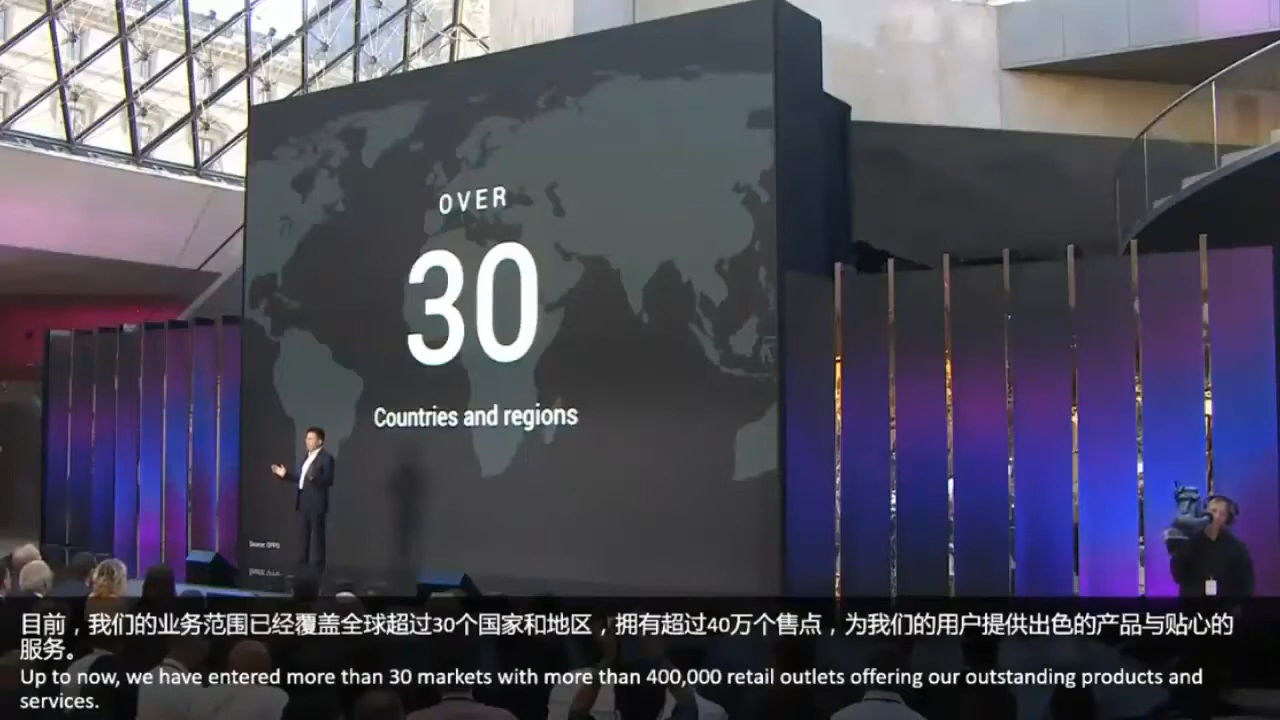 OVER
30
Countries and regions
Source: OPPO
目前，我们的业务范围已经覆盖全球超过30个国家和地区，拥有超过40万个售点，为我们的用户提供出色的产品与贴心的
服务。
Up to now, we have entered more than 30 markets with more than 400,000 retail outlets offering our outstanding products and
services.